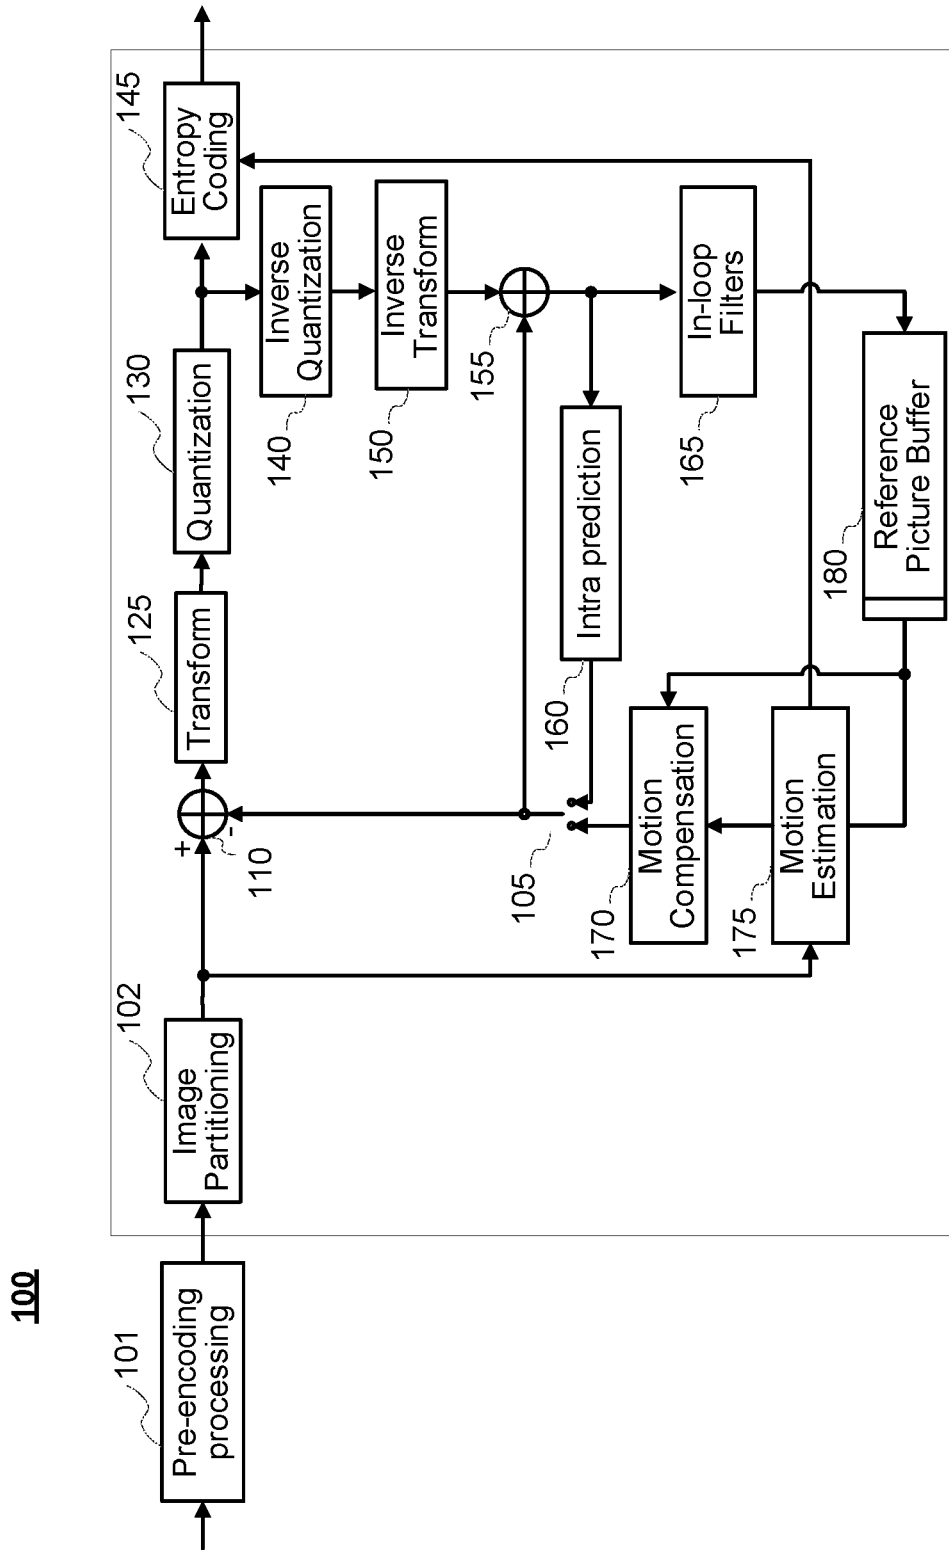 100
101
Pre-encoding
processing
102
Image
Partitioning
+
-
110
125
Transform
130
Quantization
145
Entropy
Coding
140
Inverse
Quantization
150
Inverse
Transform
155
105
160
Intra prediction
165
In-loop
Filters
170
Motion
Compensation
175
Motion
Estimation
180
Reference
Picture Buffer